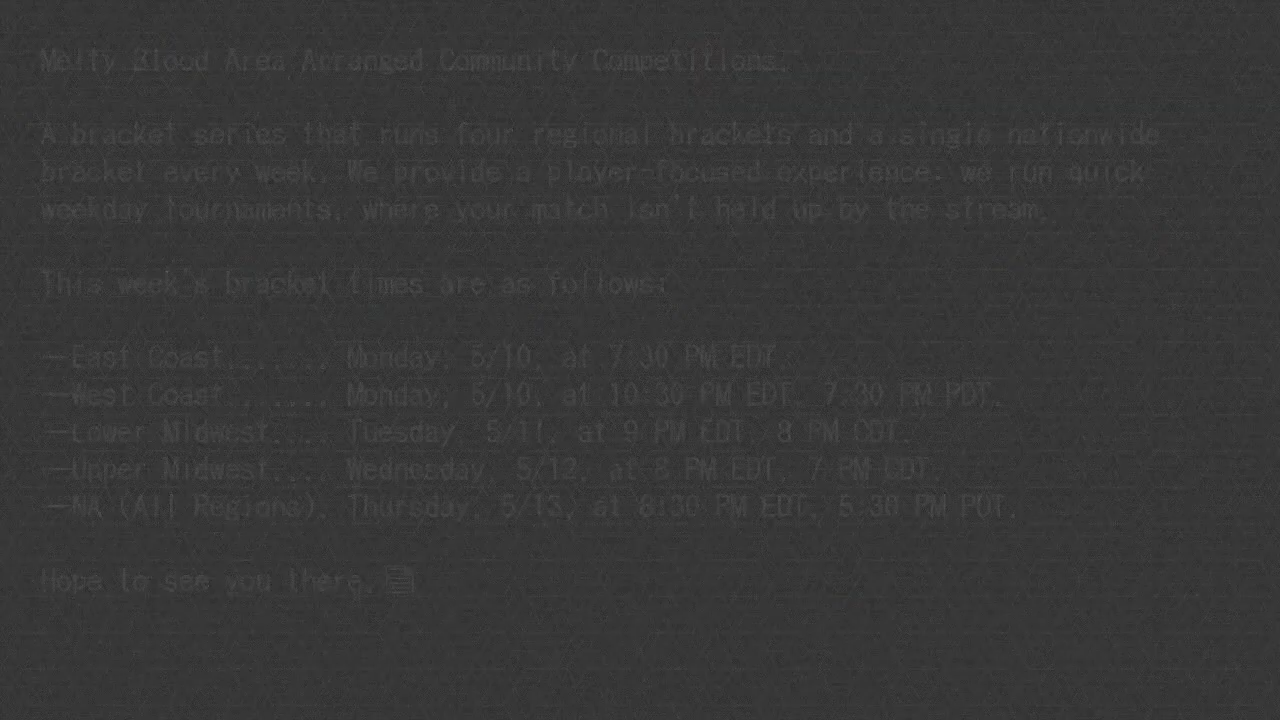 Melty Blood Area Arranged Community Competitions.
A bracket series that runs four regional brackets and a single nationwide
bracket every week. We provide a player-focused experience: we run quick
weekday tournaments, where your match isn't held up by the stream.
This week's bracket times are as follows:
—East Coast....... Monday, 5/10, at 7:30 PM EDT.
—West Coast....... Monday, 5/10, at 10:30 PM EDT, 7:30 PM PDT.
—Lower Midwest.... Tuesday, 5/11, at 9 PM EDT, 8 PM CDT.
—Upper Midwest.... Wednesday, 5/12, at 8 PM EDT, 7 PM CDT.
—NA (All Regions). Thursday, 5/13, at 8:30 PM EDT, 5:30 PM PDT.
Hope to see you there.